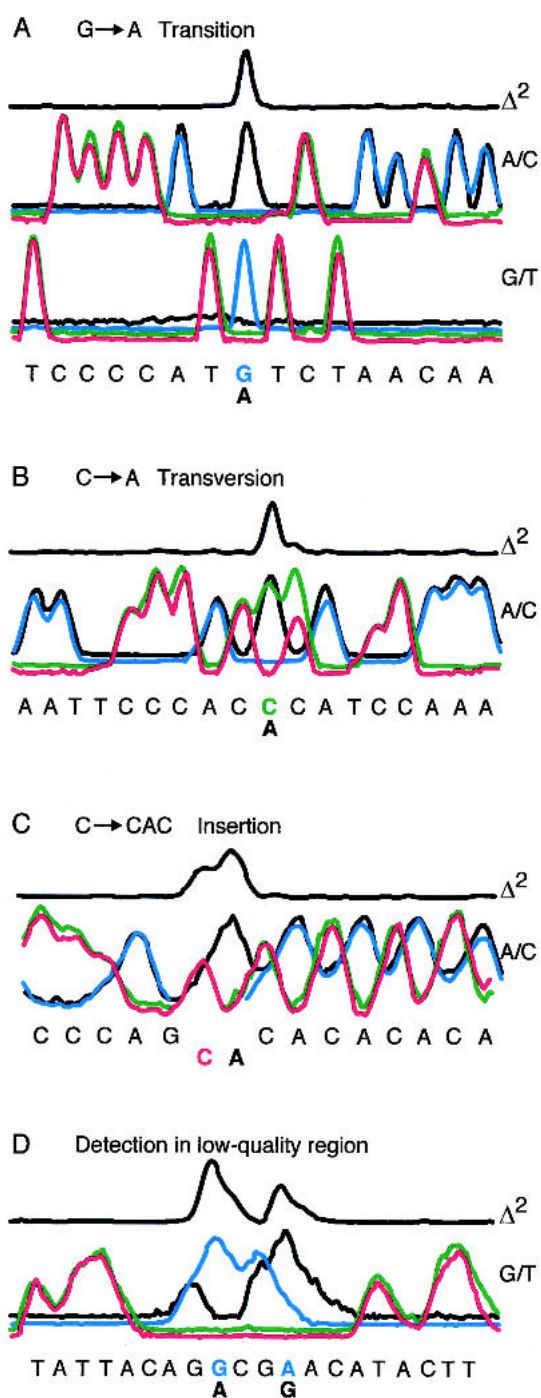 A G→A Transition
Δ²
A/C
G/T
T C C C C A T G T C T A A C A A
A
B C→A Transversion
Δ²
A/C
A A T T C C C A C C C A T C C A A A
A
C C→CAC Insertion
Δ²
A/C
C C C A G C A C A C A C A
C A
D Detection in low-quality region
Δ²
G/T
T A T T A C A G G C G A A C A T A C T T
A G